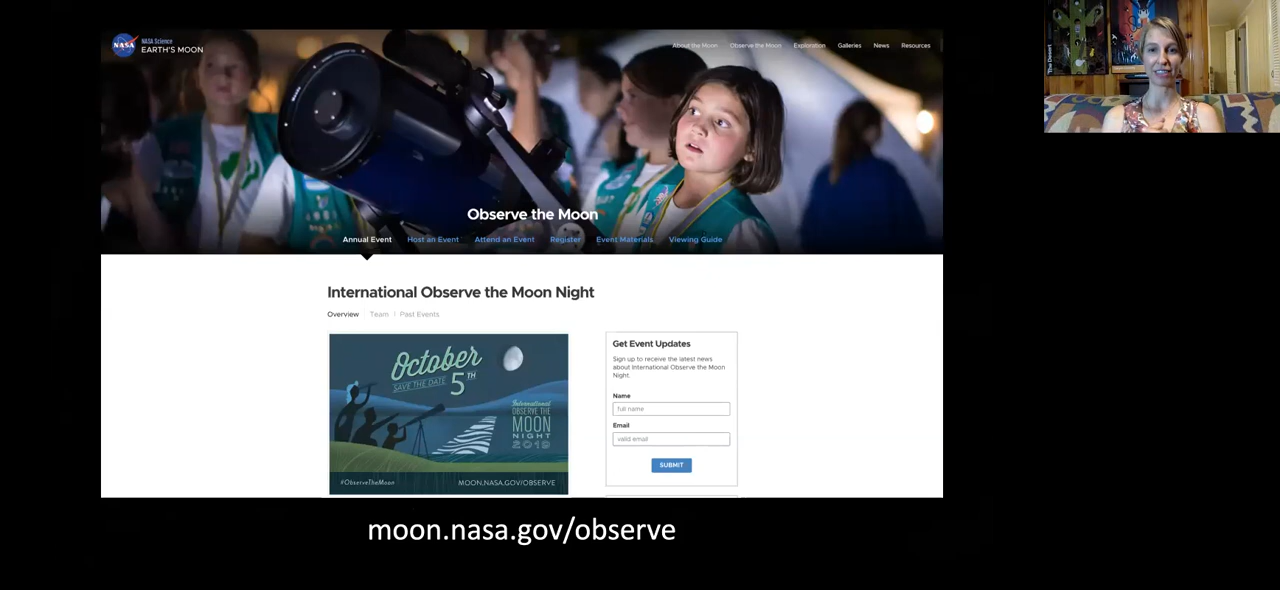 NASA
NASA Science
EARTH'S MOON
About the Moon Observe the Moon Exploration Galleries News Resources
Observe the Moon
Annual Event Host an Event Attend an Event Register Event Materials Viewing Guide
International Observe the Moon Night
Overview | Team | Past Events
October
SAVE THE DATE 5TH
International
OBSERVE THE
MOON
NIGHT
2019
#ObserveTheMoon
MOON.NASA.GOV/OBSERVE
Get Event Updates
Sign up to receive the latest news
about International Observe the Moon
Night.
Name
full name
Email
valid email
SUBMIT
moon.nasa.gov/observe
The Desert